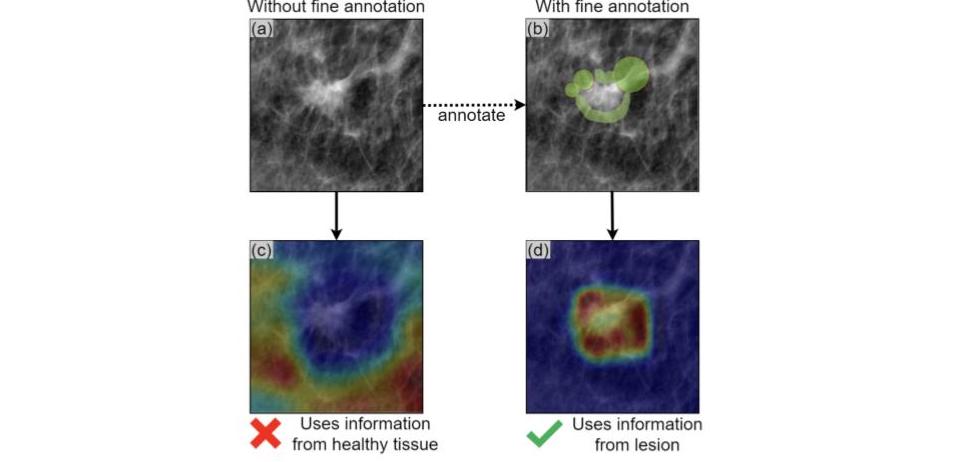 Without fine annotation
With fine annotation
(a)
(b)
annotate
(c)
(d)
Uses information
from healthy tissue
Uses information
from lesion